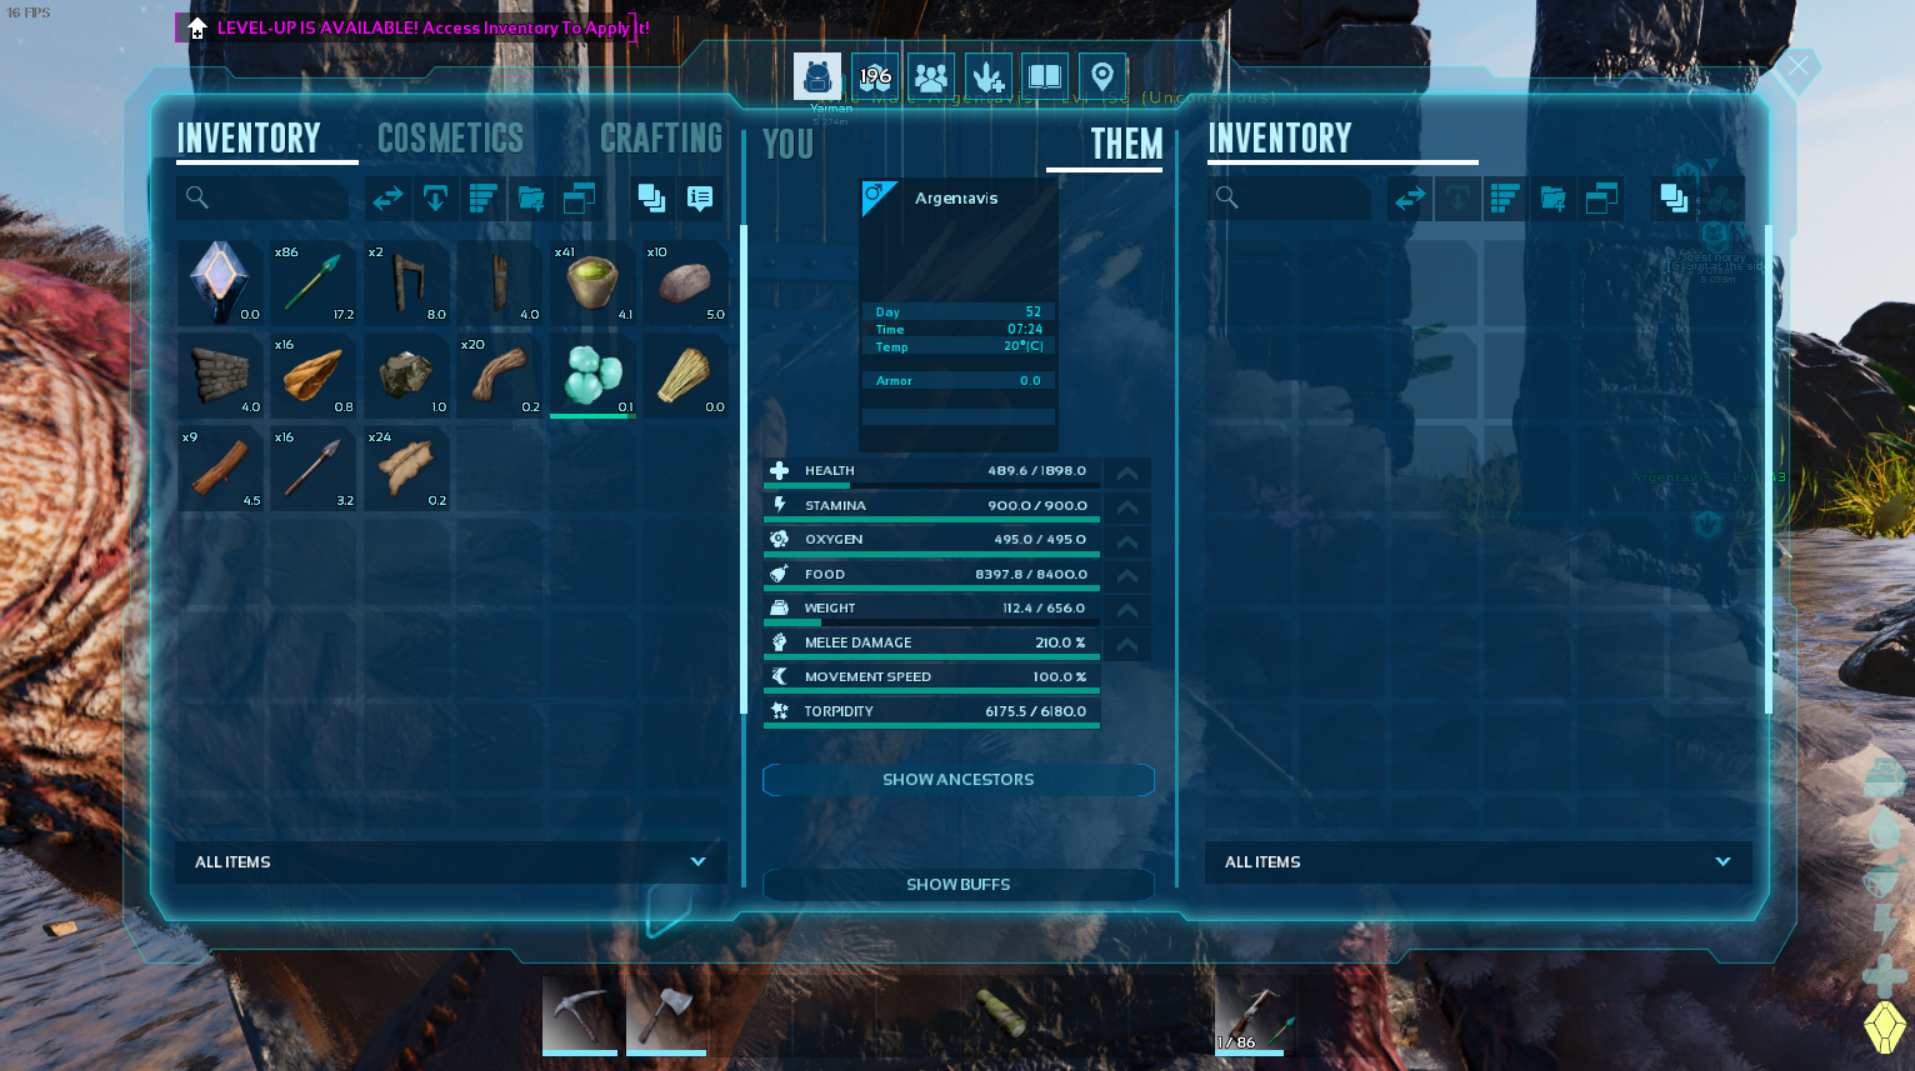 16 FPS
LEVEL-UP IS AVAILABLE! Access Inventory To Apply It!
196
Yarman
S 274m
(Unconscious)
INVENTORY
COSMETICS
CRAFTING
YOU
THEM
INVENTORY
Argentavis
Day 52
Time 07:24
Temp 20°(C)
Armor 0.0
0.0
x86 17.2
x2 8.0
4.0
x41 4.1
x10 5.0
4.0
x16 0.8
1.0
x20 0.2
0.1
0.0
x9 4.5
x16 3.2
x24 0.2
HEALTH 489.6 / 1898.0
STAMINA 900.0 / 900.0
OXYGEN 495.0 / 495.0
FOOD 8397.8 / 8400.0
WEIGHT 112.4 / 656.0
MELEE DAMAGE 210.0 %
MOVEMENT SPEED 100.0 %
TORPIDITY 6175.5 / 6180.0
SHOW ANCESTORS
SHOW BUFFS
ALL ITEMS
ALL ITEMS
1 / 86